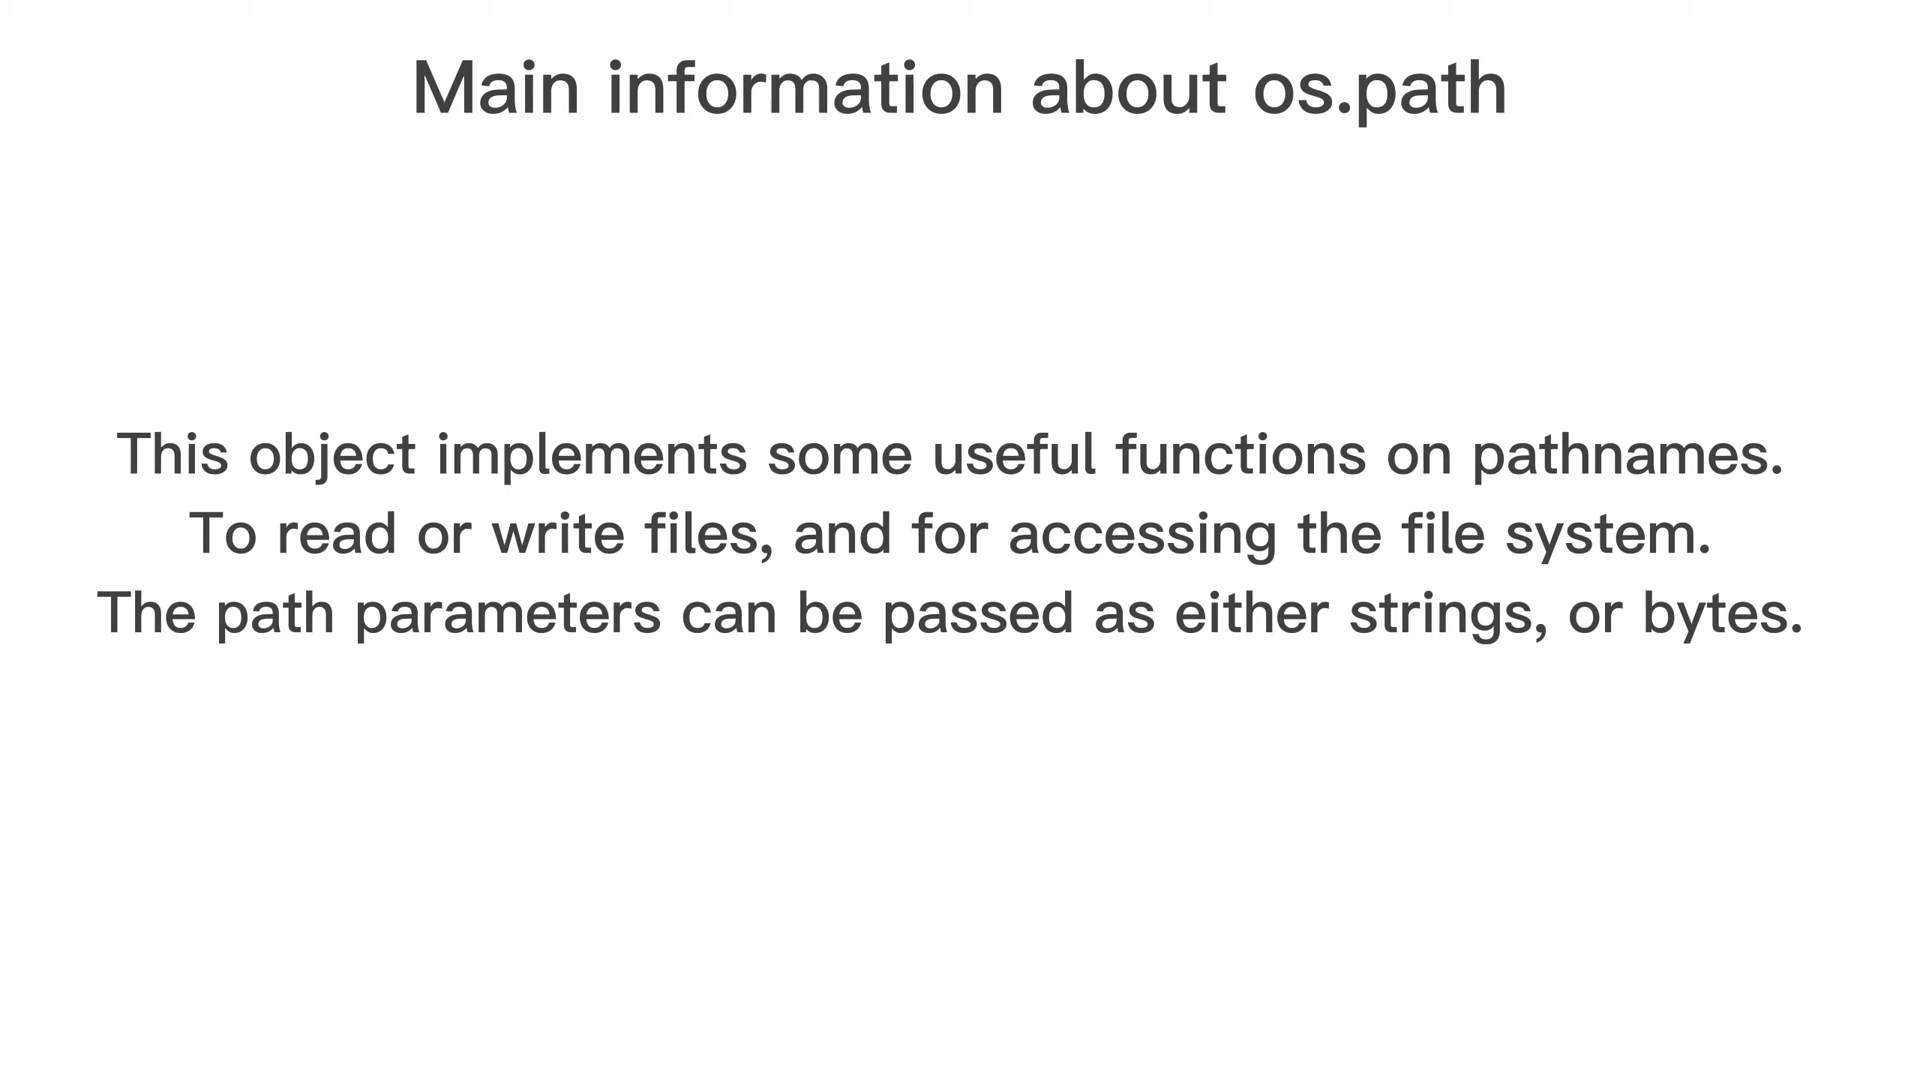 Main information about os.path
This object implements some useful functions on pathnames.
To read or write files, and for accessing the file system.
The path parameters can be passed as either strings, or bytes.